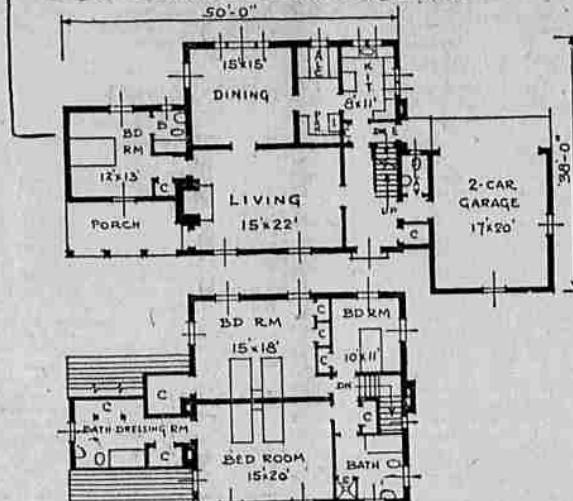 50'-0"
38'-0"
15'x15'
DINING
KIT
8'x11'
BD
RM
B
12'x13'
C
PORCH
LIVING
15'x22'
UP
C
2-CAR
GARAGE
17'x20'
BD RM
15'x18'
C
C
C
BD RM
10'x11'
DN
C
C
BATH DRESSING RM
C
C
BED ROOM
15'x20'
BATH